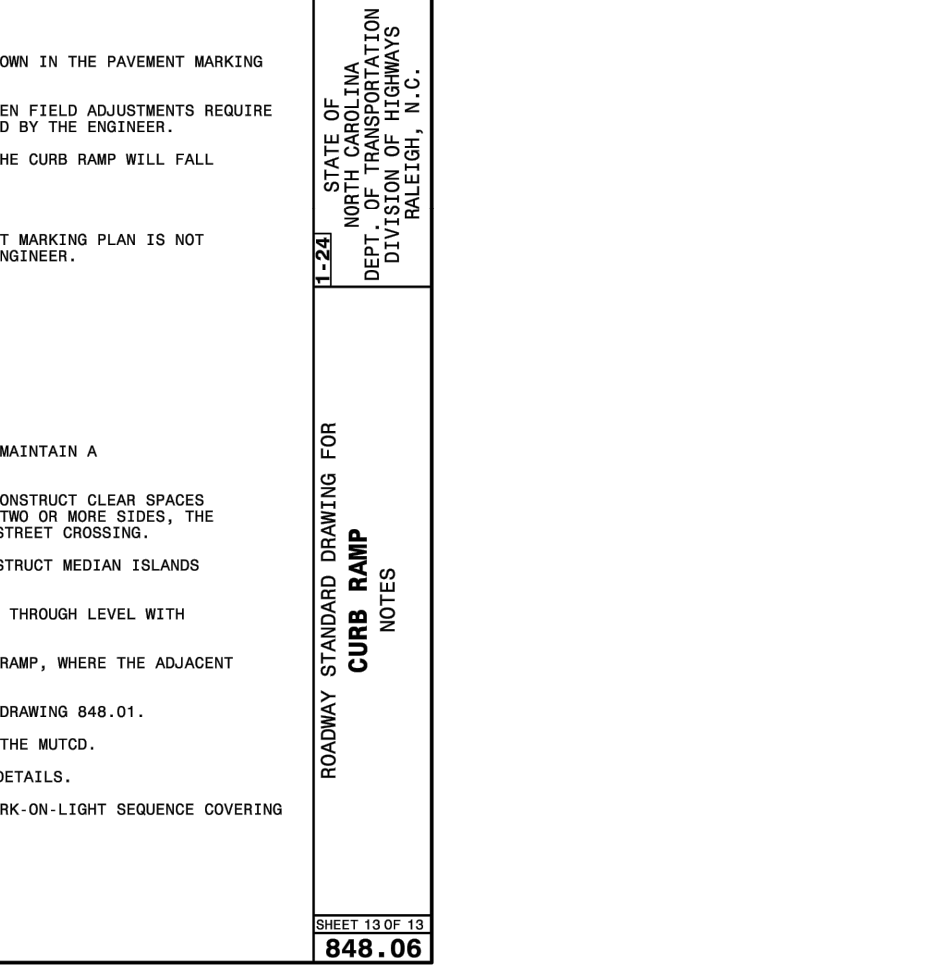 OWN IN THE PAVEMENT MARKING
EN FIELD ADJUSTMENTS REQUIRE
D BY THE ENGINEER.
HE CURB RAMP WILL FALL
T MARKING PLAN IS NOT
NGINEER.
MAINTAIN A
ONSTRUCT CLEAR SPACES
TWO OR MORE SIDES, THE
STREET CROSSING.
STRUCT MEDIAN ISLANDS
THROUGH LEVEL WITH
RAMP, WHERE THE ADJACENT
DRAWING 848.01.
THE MUTCD.
DETAILS.
RK-ON-LIGHT SEQUENCE COVERING
1-24
STATE OF
NORTH CAROLINA
DEPT. OF TRANSPORTATION
DIVISION OF HIGHWAYS
RALEIGH, N.C.
ROADWAY STANDARD DRAWING FOR
CURB RAMP
NOTES
SHEET 13 OF 13
848.06